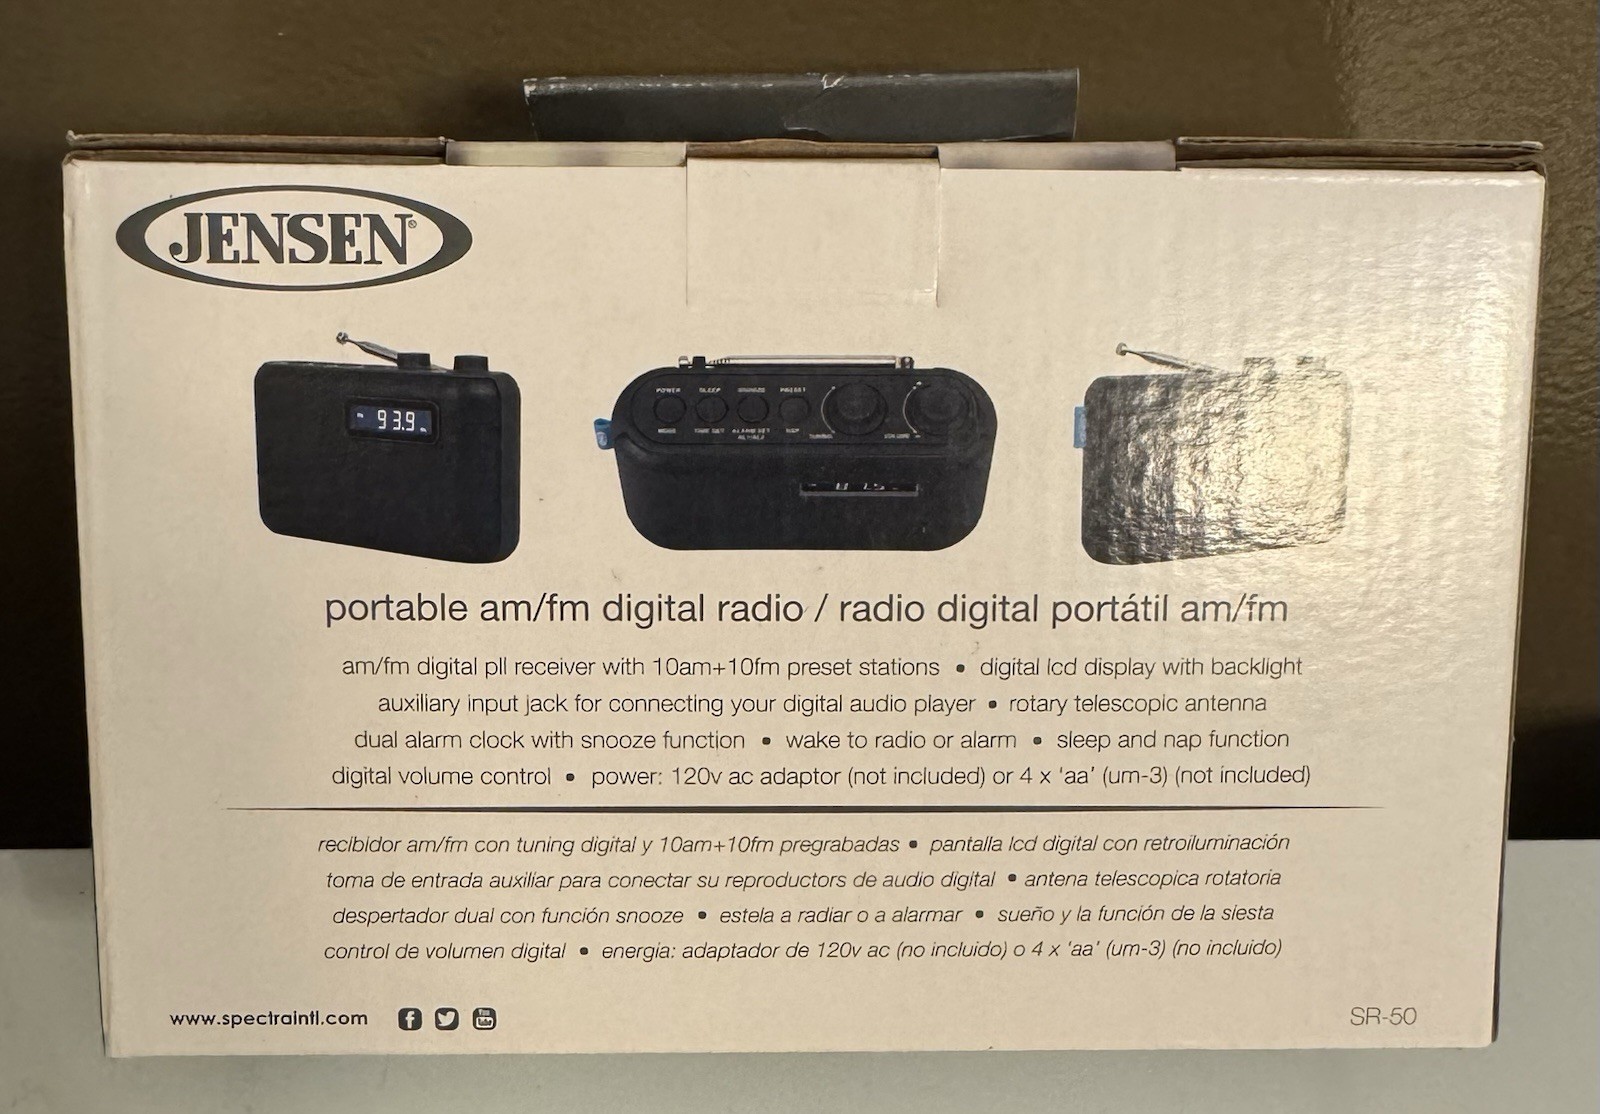 JENSEN®
FM 93.9
POWER SLEEP SNOOZE PRESET
MODE TIME SET ALARM SET NAP
TUNING VOLUME
portable am/fm digital radio / radio digital portátil am/fm
am/fm digital pll receiver with 10am+10fm preset stations • digital lcd display with backlight
auxiliary input jack for connecting your digital audio player • rotary telescopic antenna
dual alarm clock with snooze function • wake to radio or alarm • sleep and nap function
digital volume control • power: 120v ac adaptor (not included) or 4 x ‘aa’ (um-3) (not included)
recibidor am/fm con tuning digital y 10am+10fm pregrabadas • pantalla lcd digital con retroiluminación
toma de entrada auxiliar para conectar su reproductors de audio digital • antena telescopica rotatoria
despertador dual con función snooze • estela a radiar o a alarmar • sueño y la función de la siesta
control de volumen digital • energia: adaptador de 120v ac (no incluido) o 4 x ‘aa’ (um-3) (no incluido)
www.spectraintl.com
You Tube
SR-50